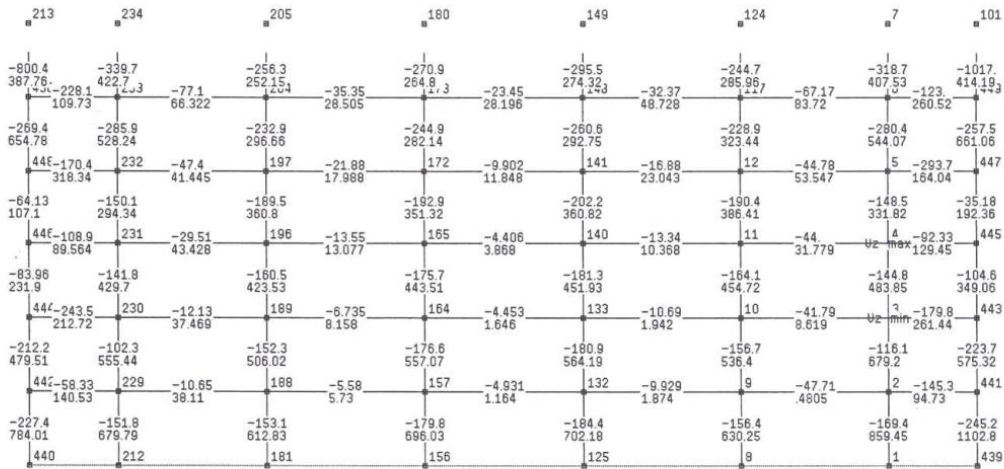 213 234 205 180 149 124 7 101
-800.4 -339.7 -256.3 -270.9 -295.5 -244.7 -318.7 -1017.
387.76 422.7 252.15 264.8 274.32 285.96 407.53 414.19
-228.1 -77.1 -35.35 -23.45 -32.37 -67.17 -123.
109.73 66.322 28.505 28.196 48.728 83.72 260.52
-269.4 -285.9 -232.9 -244.9 -260.6 -228.9 -280.4 -257.5
654.78 528.24 296.66 282.14 292.75 323.44 544.07 661.06
448 -170.4 232 -47.4 197 -21.88 172 -9.902 141 -16.88 12 -44.78 5 -293.7 447
318.34 41.445 17.988 11.848 23.043 53.547 164.04
-64.13 -150.1 -189.5 -192.9 -202.2 -190.4 -148.5 -35.18
107.1 294.34 360.8 351.32 360.82 386.41 331.82 192.36
446 -108.9 231 -29.51 196 -13.55 165 -4.406 140 -13.34 11 -44. 4 -92.33 445
89.564 43.428 13.077 3.868 10.368 31.779 Uz max 129.45
-83.96 -141.8 -160.5 -175.7 -181.3 -164.1 -144.8 -104.6
231.9 429.7 423.53 443.51 451.93 454.72 483.85 349.06
444 -243.5 230 -12.13 189 -6.735 164 -4.453 133 -10.69 10 -41.79 3 -179.8 443
212.72 37.469 8.158 1.646 1.942 8.619 Uz min 261.44
-212.2 -102.3 -152.3 -176.6 -180.9 -156.7 -116.1 -223.7
479.51 555.44 506.02 557.07 564.19 536.4 679.2 575.32
442 -58.33 229 -10.65 188 -5.58 157 -4.931 132 -9.929 9 -47.71 2 -145.3 441
140.53 38.11 5.73 1.164 1.874 .4805 94.73
-227.4 -151.8 -153.1 -179.8 -184.4 -156.4 -169.4 -245.2
784.01 679.79 612.83 696.03 702.18 630.25 859.45 1102.8
440 212 181 156 125 8 1 439